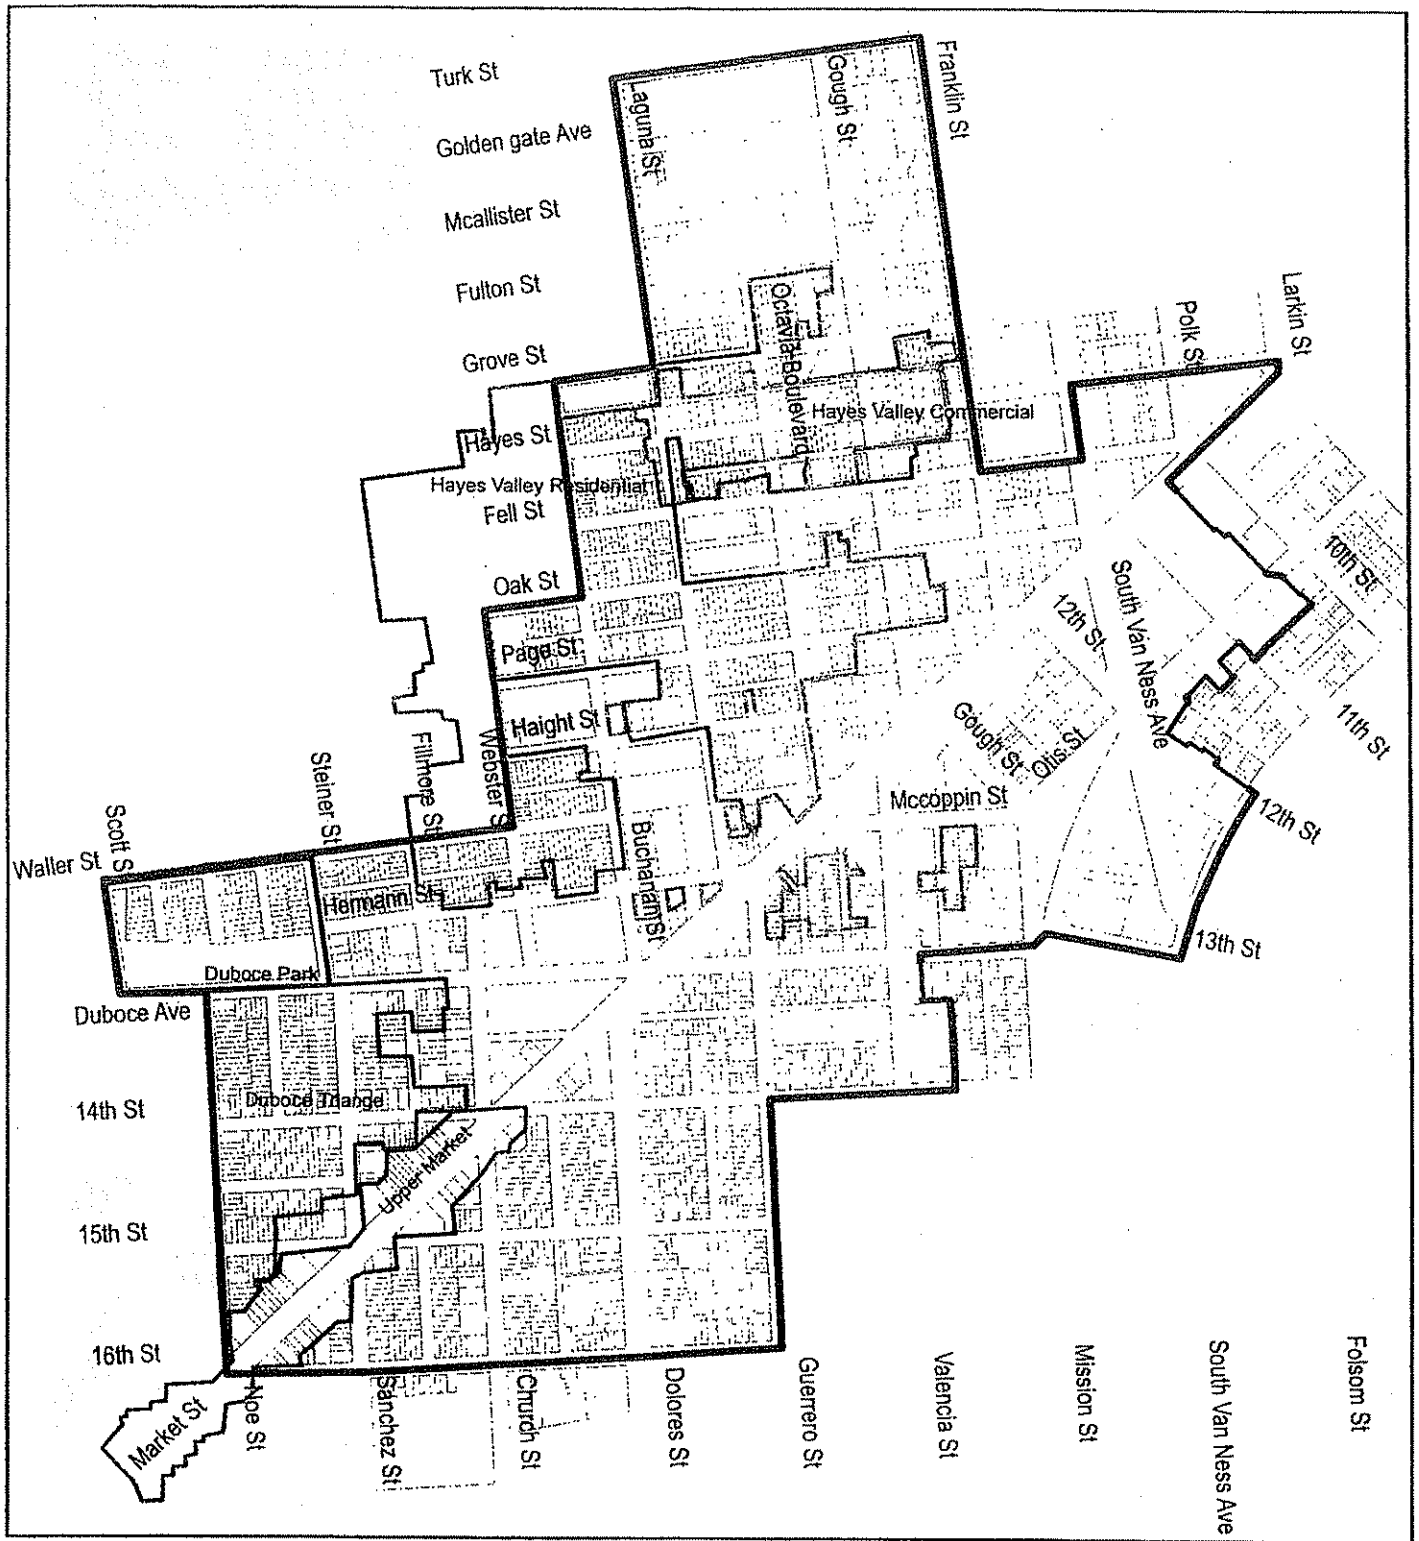 Turk St
Golden gate Ave
Mcallister St
Fulton St
Grove St
Laguna St
Gough St
Franklin St
Octavia Boulevard
Polk St
Larkin St
Hayes Valley Commercial
Hayes St
Hayes Valley Residential
Fell St
Oak St
Page St
Haight St
10th St
11th St
12th St
South Van Ness Ave
Gough St
Otis St
Mccoppin St
12th St
13th St
Scott S
Steiner St
Fillmore St
Webster S
Buchanan St
Waller St
Hermann St
Duboce Park
Duboce Ave
14th St
Duboce Triange
Upper Market
15th St
16th St
Market St
Noe St
Sanchez St
Church St
Dolores St
Guerrero St
Valencia St
Mission St
South Van Ness Ave
Folsom St